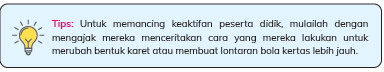 Tips: Untuk memancing keaktifan peserta didik, mulailah dengan
mengajak mereka menceritakan cara yang mereka lakukan untuk
merubah bentuk karet atau membuat lontaran bola kertas lebih jauh.